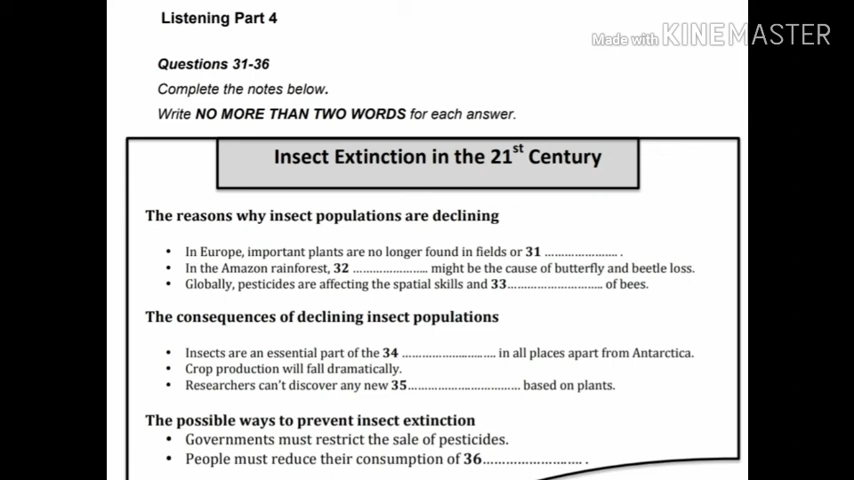 Listening Part 4
Made with KINEMASTER
Questions 31-36
Complete the notes below.
Write NO MORE THAN TWO WORDS for each answer.
Insect Extinction in the 21st Century
The reasons why insect populations are declining
• In Europe, important plants are no longer found in fields or 31 ………………….. .
• In the Amazon rainforest, 32 ………………….. might be the cause of butterfly and beetle loss.
• Globally, pesticides are affecting the spatial skills and 33……………………….. of bees.
The consequences of declining insect populations
• Insects are an essential part of the 34 ………………………… in all places apart from Antarctica.
• Crop production will fall dramatically.
• Researchers can't discover any new 35……………………………. based on plants.
The possible ways to prevent insect extinction
• Governments must restrict the sale of pesticides.
• People must reduce their consumption of 36…………………….. .